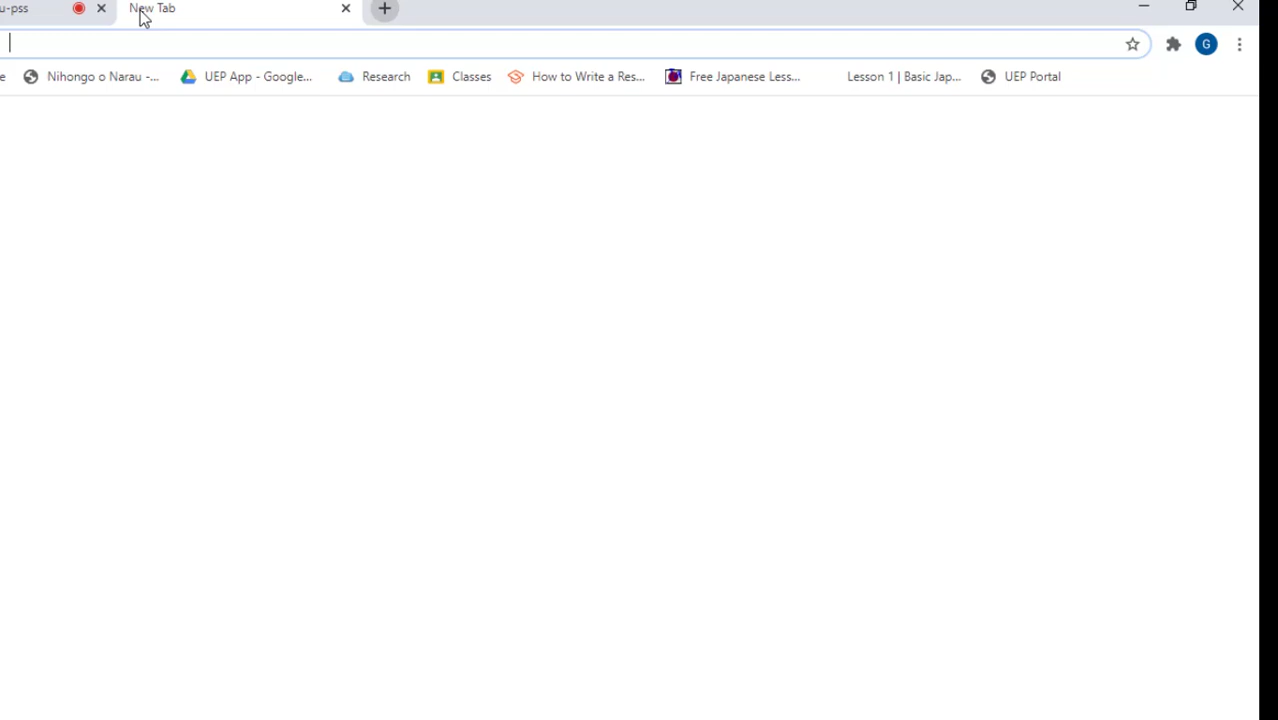 u-pss New Tab
e Nihongo o Narau -... UEP App - Google... Research Classes How to Write a Res... Free Japanese Less... Lesson 1 | Basic Jap... UEP Portal
G